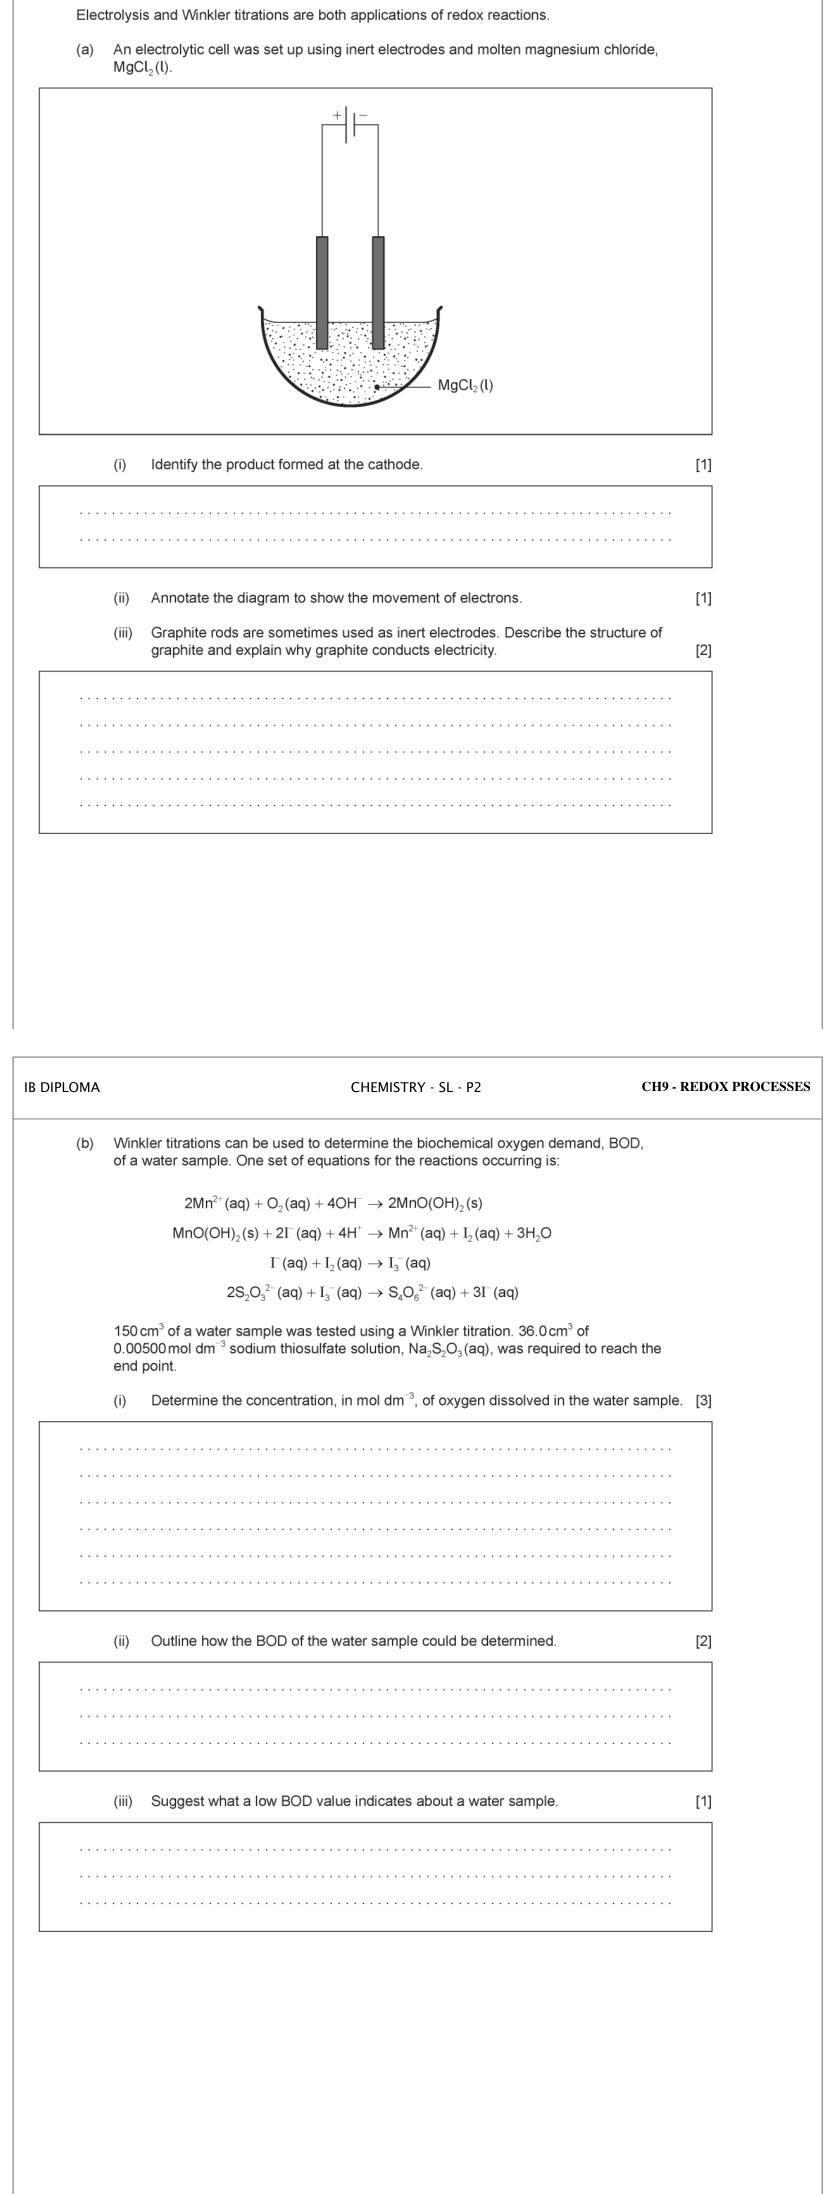 Electrolysis and Winkler titrations are both applications of redox reactions.
(a) An electrolytic cell was set up using inert electrodes and molten magnesium chloride,
MgCl₂(l).
+ −
MgCl₂(l)
(i) Identify the product formed at the cathode. [1]
(ii) Annotate the diagram to show the movement of electrons. [1]
(iii) Graphite rods are sometimes used as inert electrodes. Describe the structure of
graphite and explain why graphite conducts electricity. [2]
IB DIPLOMA CHEMISTRY - SL - P2 CH9 - REDOX PROCESSES
(b) Winkler titrations can be used to determine the biochemical oxygen demand, BOD,
of a water sample. One set of equations for the reactions occurring is:
2Mn²⁺(aq) + O₂(aq) + 4OH⁻ → 2MnO(OH)₂(s)
MnO(OH)₂(s) + 2I⁻(aq) + 4H⁺ → Mn²⁺(aq) + I₂(aq) + 3H₂O
I⁻(aq) + I₂(aq) → I₃⁻(aq)
2S₂O₃²⁻(aq) + I₃⁻(aq) → S₄O₆²⁻(aq) + 3I⁻(aq)
150 cm³ of a water sample was tested using a Winkler titration. 36.0 cm³ of
0.00500 mol dm⁻³ sodium thiosulfate solution, Na₂S₂O₃(aq), was required to reach the
end point.
(i) Determine the concentration, in mol dm⁻³, of oxygen dissolved in the water sample. [3]
(ii) Outline how the BOD of the water sample could be determined. [2]
(iii) Suggest what a low BOD value indicates about a water sample. [1]